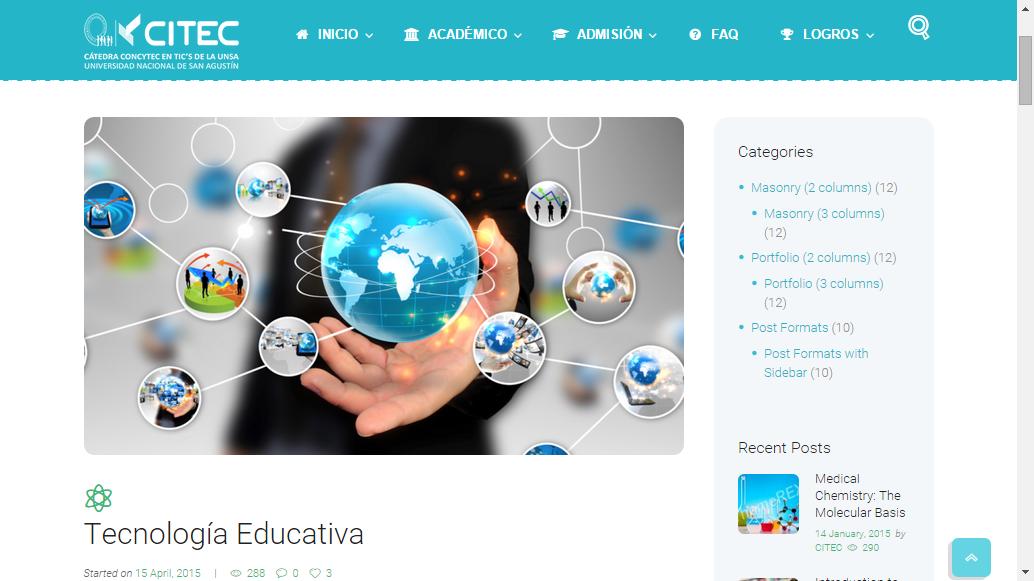 CITEC
CÁTEDRA CONCYTEC EN TIC'S DE LA UNSA
UNIVERSIDAD NACIONAL DE SAN AGUSTÍN
INICIO
ACADÉMICO
ADMISIÓN
FAQ
LOGROS
Categories
Masonry (2 columns) (12)
Masonry (3 columns)
(12)
Portfolio (2 columns) (12)
Portfolio (3 columns)
(12)
Post Formats (10)
Post Formats with
Sidebar (10)
Recent Posts
Medical
Chemistry: The
Molecular Basis
14 January, 2015 by
CITEC 290
Tecnología Educativa
Started on 15 April, 2015 | 288 0 3